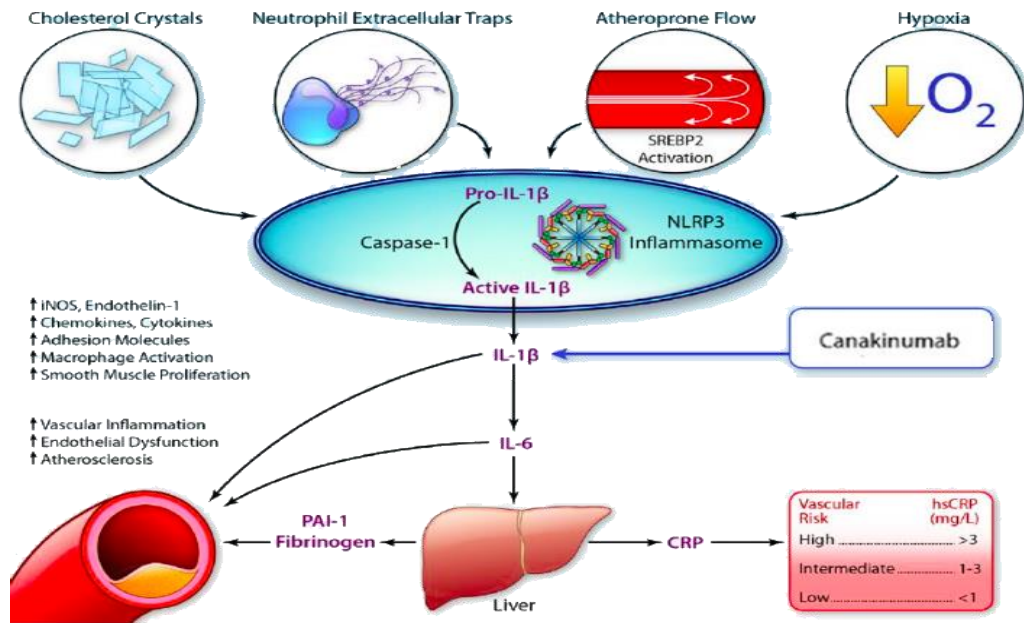 Cholesterol Crystals
Neutrophil Extracellular Traps
Atheroprone Flow
Hypoxia
O2
SREBP2
Activation
Pro-IL-1β
Caspase-1
NLRP3
Inflammasome
Active IL-1β
↑ iNOS, Endothelin-1
↑ Chemokines, Cytokines
↑ Adhesion Molecules
↑ Macrophage Activation
↑ Smooth Muscle Proliferation
IL-1β
Canakinumab
↑ Vascular Inflammation
↑ Endothelial Dysfunction
↑ Atherosclerosis
IL-6
PAI-1
Fibrinogen
Liver
CRP
Vascular hsCRP
Risk (mg/L)
High ........................ >3
Intermediate ............ 1-3
Low ........................ <1